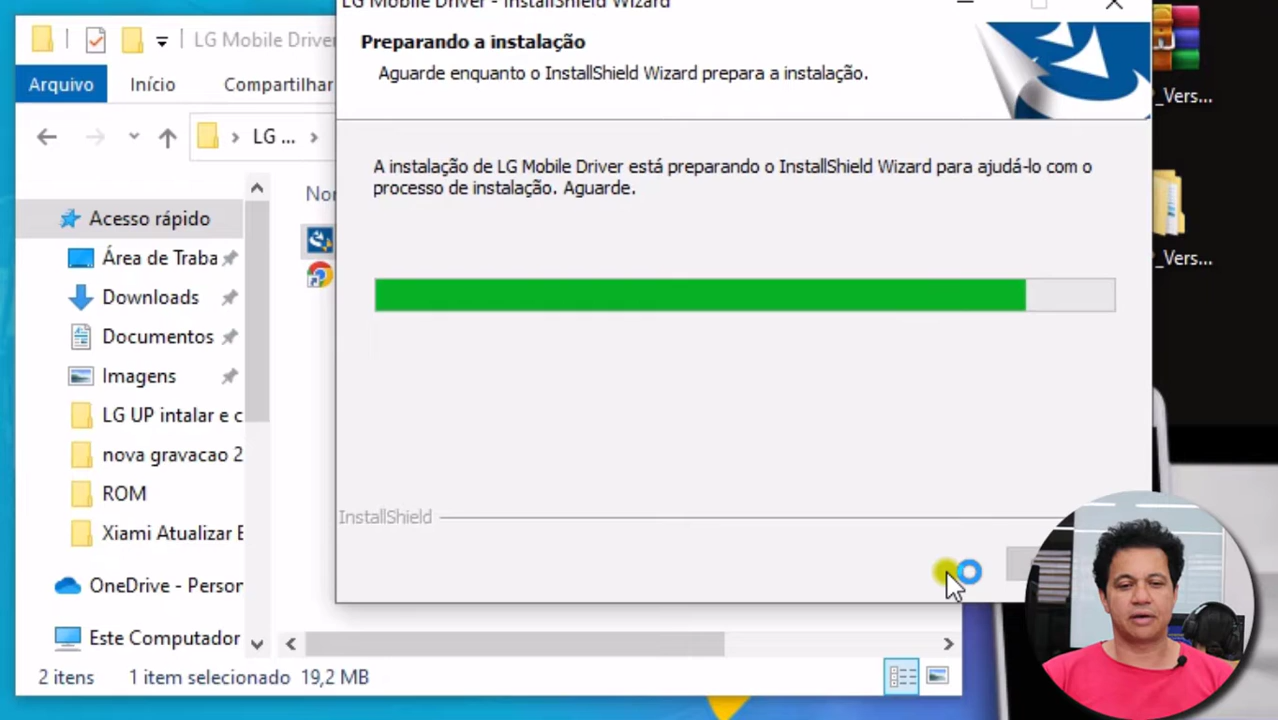 LG Mobile Driver - InstallShield Wizard
LG Mobile Driver
Preparando a instalação
Aguarde enquanto o InstallShield Wizard prepara a instalação.
Arquivo
Início
Compartilhar
LG ...
A instalação de LG Mobile Driver está preparando o InstallShield Wizard para ajudá-lo com o
processo de instalação. Aguarde.
Nor
Acesso rápido
Área de Traba
Downloads
Documentos
Imagens
LG UP intalar e c
nova gravacao 2
ROM
Xiami Atualizar E
OneDrive - Person
Este Computador
InstallShield
2 itens
1 item selecionado 19,2 MB
_Vers...
_Vers...